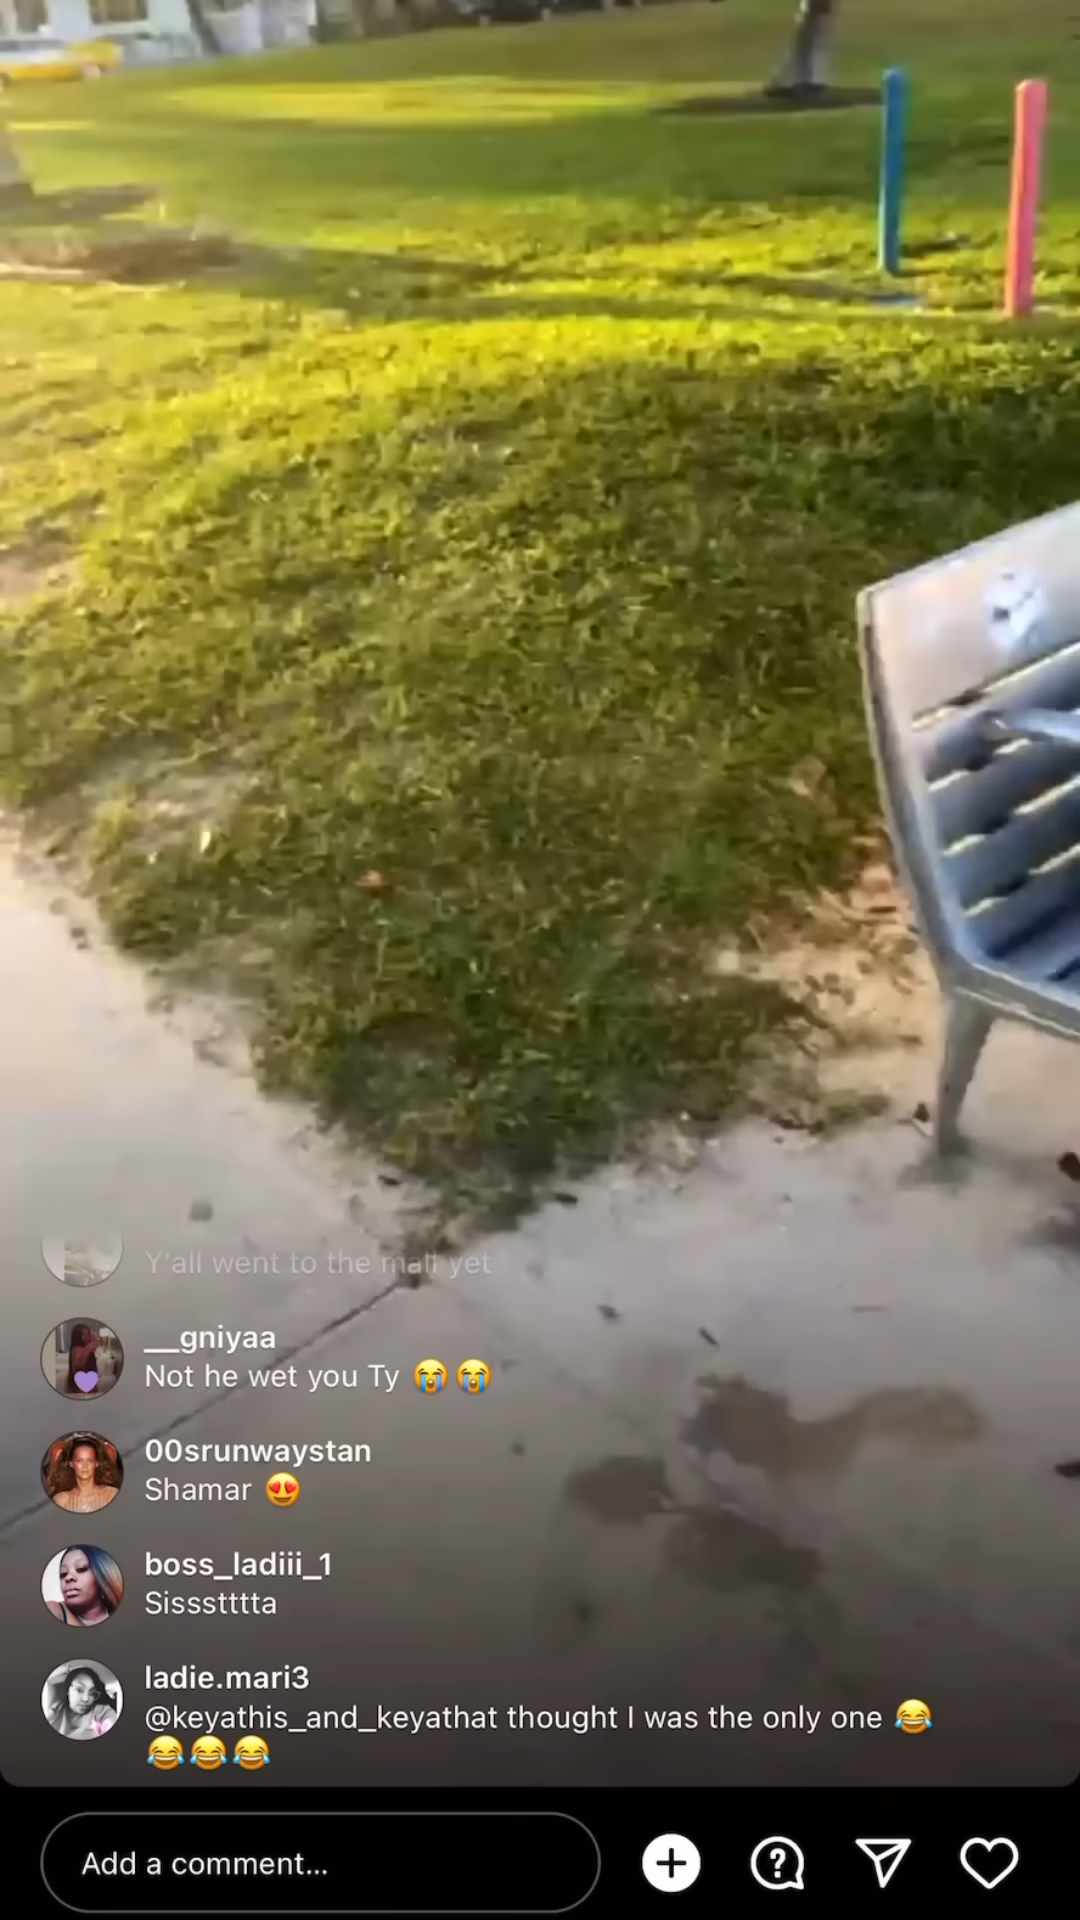 Y'all went to the mall yet
__gniyaa
Not he wet you Ty 😭😭
00srunwaystan
Shamar 😍
boss_ladiii_1
Sissstttta
ladie.mari3
@keyathis_and_keyathat thought I was the only one 😂
😂😂😂
Add a comment...